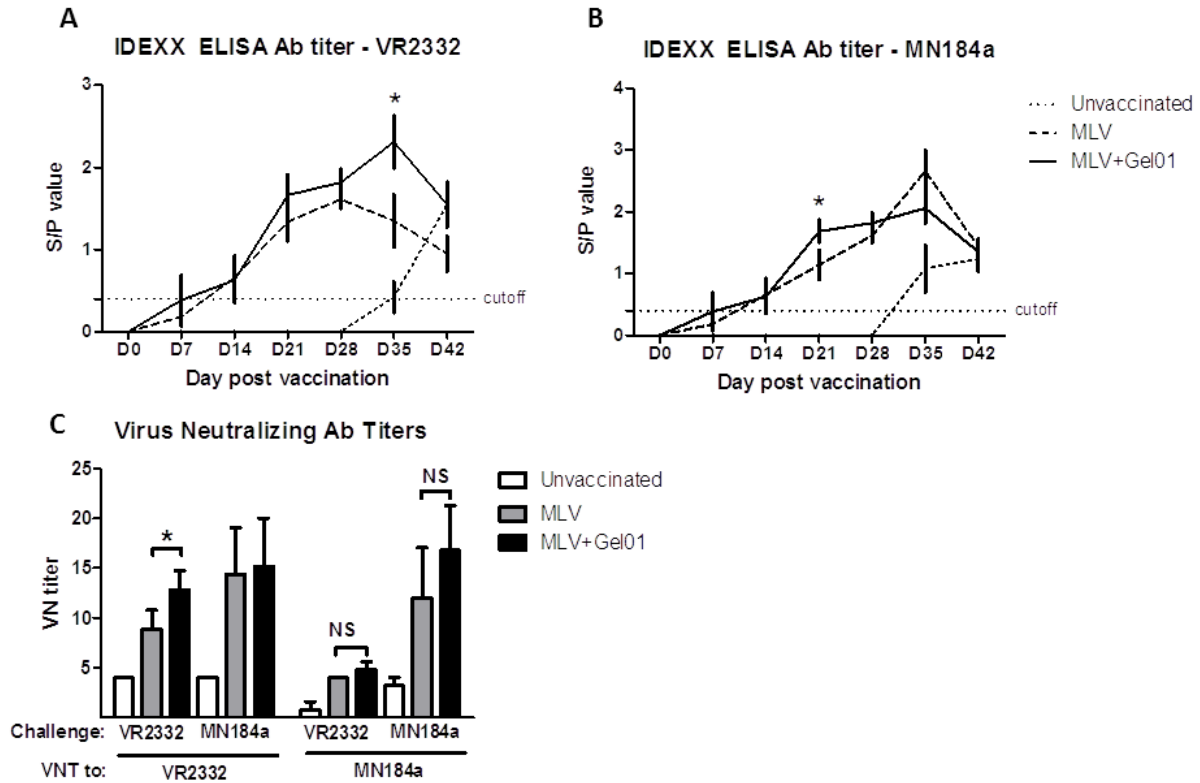 A
IDEXX ELISA Ab titer - VR2332
3
2
1
0
S/P value
*
cutoff
D0 D7 D14 D21 D28 D35 D42
Day post vaccination
B
IDEXX ELISA Ab titer - MN184a
4
3
2
1
0
S/P value
*
cutoff
D0 D7 D14 D21 D28 D35 D42
Day post vaccination
Unvaccinated
MLV
MLV+Gel01
C
Virus Neutralizing Ab Titers
25
20
15
10
5
VN titer
*
NS
NS
Unvaccinated
MLV
MLV+Gel01
Challenge: VR2332 MN184a VR2332 MN184a
VNT to: VR2332 MN184a